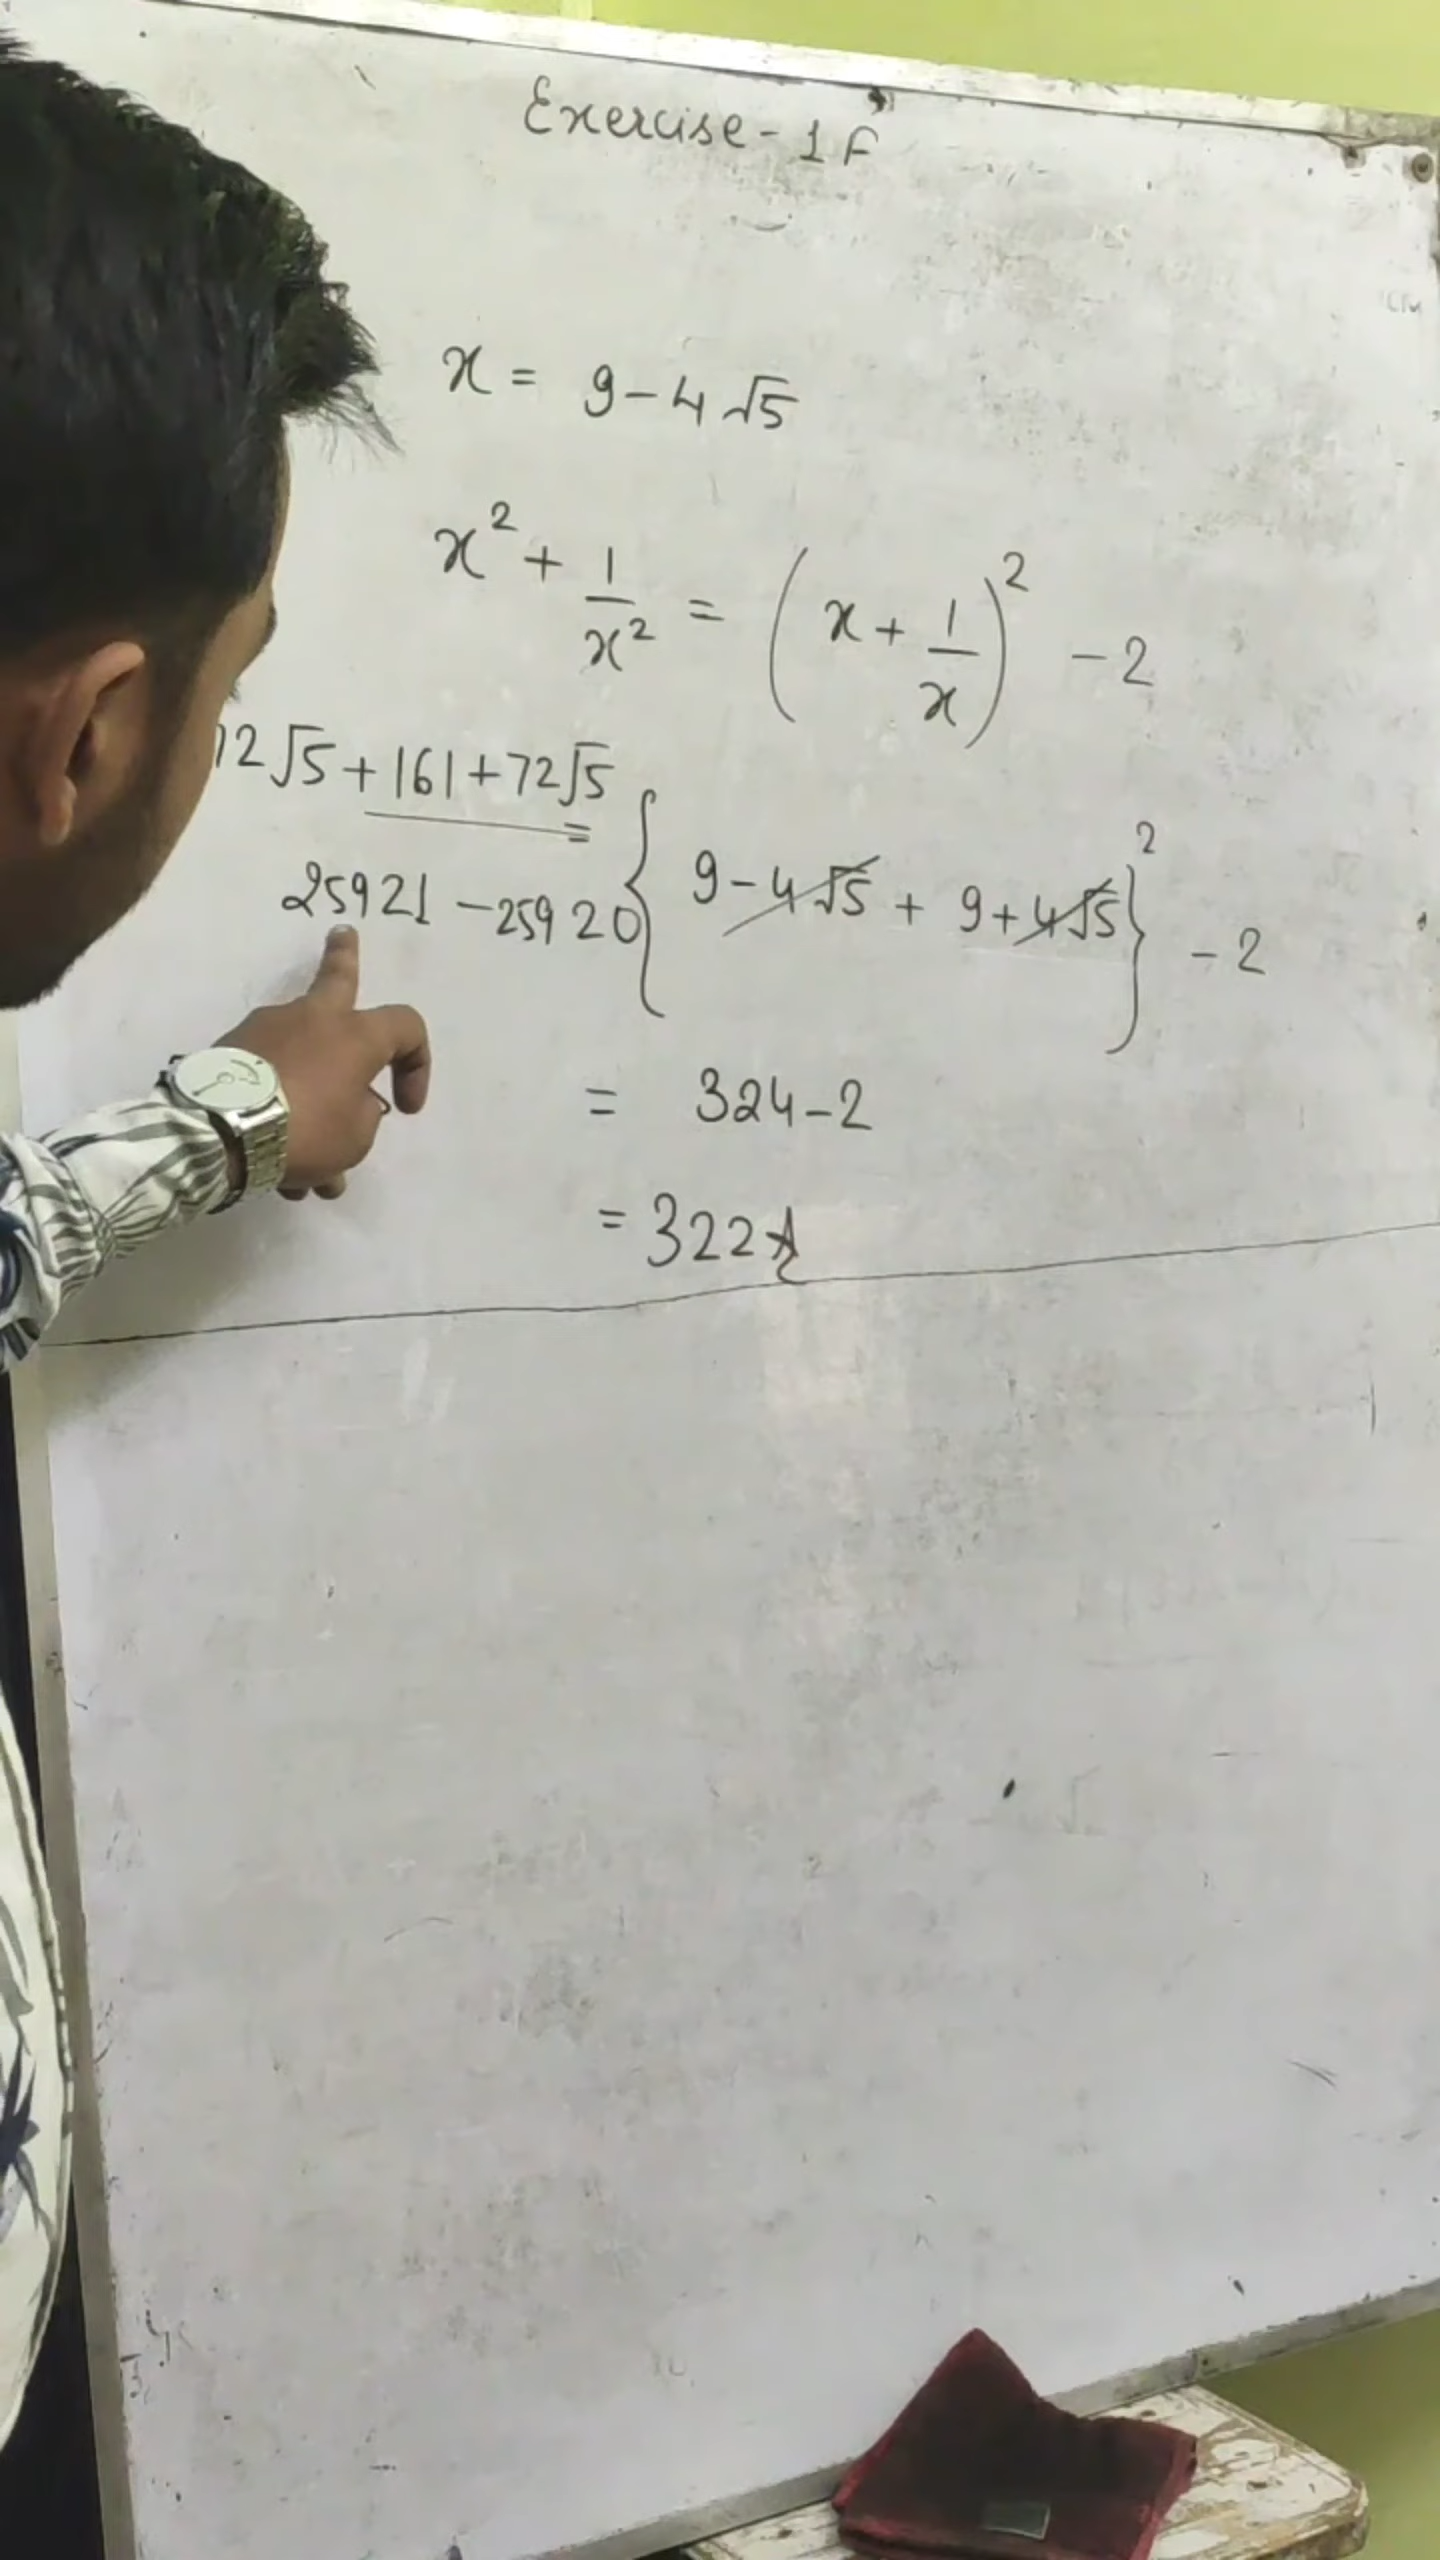 Exercise - 1F
x = 9-4√5
x² + 1/x² = (x + 1/x)² - 2
2√5 + 161 + 72√5
= {9-4√5 + 9+4√5}² - 2
25921 - 25920
= 324-2
= 322